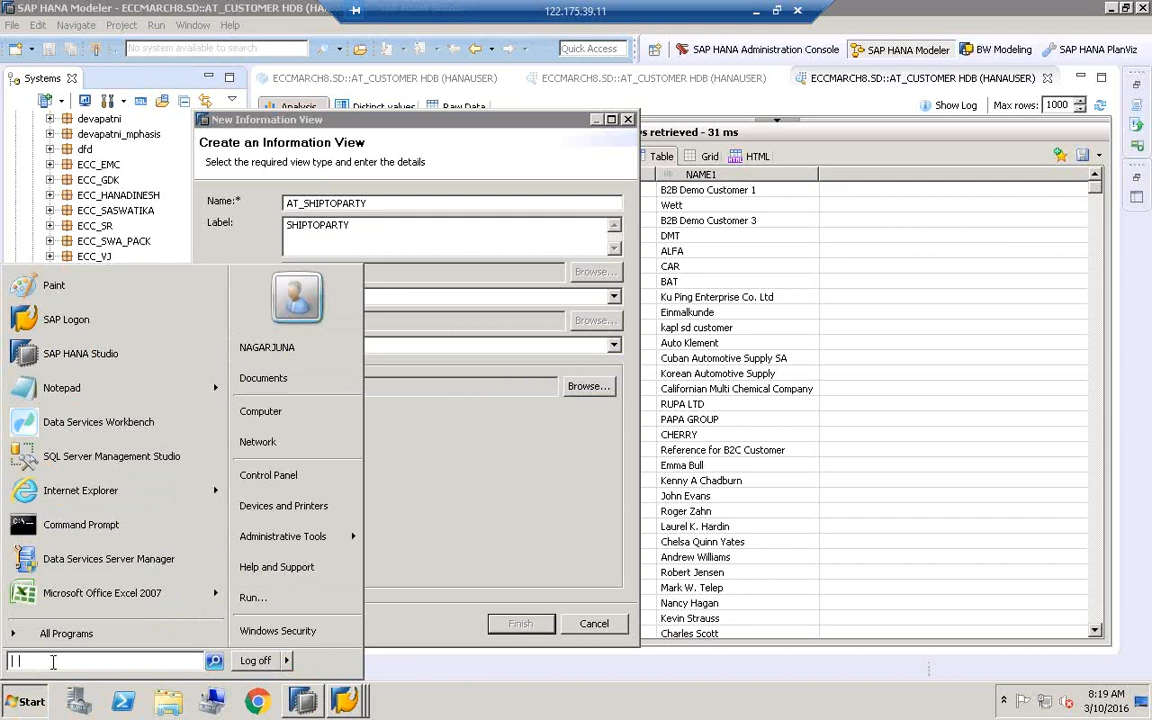 SAP HANA Modeler - ECCMARCH8.SD::AT_CUSTOMER HDB (HA
122.175.39.11
File Edit Navigate Project Run Window Help
No system available to search
Quick Access
SAP HANA Administration Console
SAP HANA Modeler
BW Modeling
SAP HANA PlanViz
Systems
ECCMARCH8.SD::AT_CUSTOMER HDB (HANAUSER)
ECCMARCH8.SD::AT_CUSTOMER HDB (HANAUSER)
ECCMARCH8.SD::AT_CUSTOMER HDB (HANAUSER)
Analysis
Distinct values
Raw Data
Show Log
Max rows: 1000
devapatni
devapatni_mphasis
dfd
ECC_EMC
ECC_GDK
ECC_HANADINESH
ECC_SASWATIKA
ECC_SR
ECC_SWA_PACK
ECC_VJ
New Information View
Create an Information View
Select the required view type and enter the details
Name:* AT_SHIPTOPARTY
Label: SHIPTOPARTY
Browse...
Browse...
Browse...
Finish
Cancel
s retrieved - 31 ms
Table
Grid
HTML
NAME1
B2B Demo Customer 1
Wett
B2B Demo Customer 3
DMT
ALFA
CAR
BAT
Ku Ping Enterprise Co. Ltd
Einmalkunde
kapl sd customer
Auto Klement
Cuban Automotive Supply SA
Korean Automotive Supply
Californian Multi Chemical Company
RUPA LTD
PAPA GROUP
CHERRY
Reference for B2C Customer
Emma Bull
Kenny A Chadburn
John Evans
Roger Zahn
Laurel K. Hardin
Chelsa Quinn Yates
Andrew Williams
Robert Jensen
Mark W. Telep
Nancy Hagan
Kevin Strauss
Charles Scott
Paint
SAP Logon
SAP HANA Studio
Notepad
Data Services Workbench
SQL Server Management Studio
Internet Explorer
Command Prompt
Data Services Server Manager
Microsoft Office Excel 2007
All Programs
NAGARJUNA
Documents
Computer
Network
Control Panel
Devices and Printers
Administrative Tools
Help and Support
Run...
Windows Security
Log off
Start
8:19 AM
3/10/2016